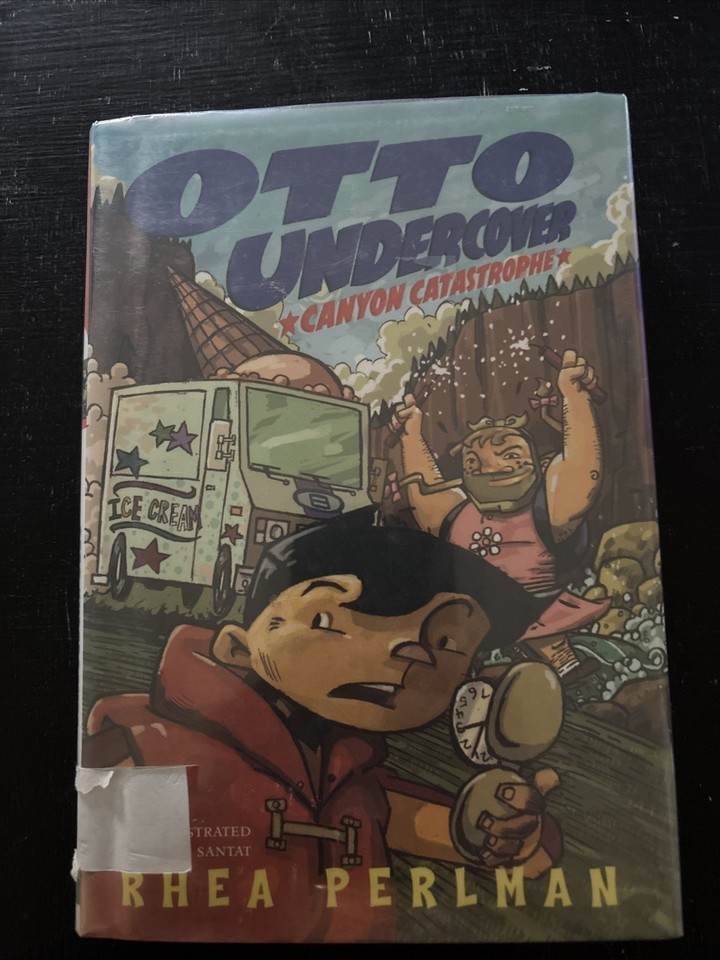 OTTO
UNDERCOVER
★CANYON CATASTROPHE★
ICE CREAM
STRATED
SANTAT
RHEA PERLMAN